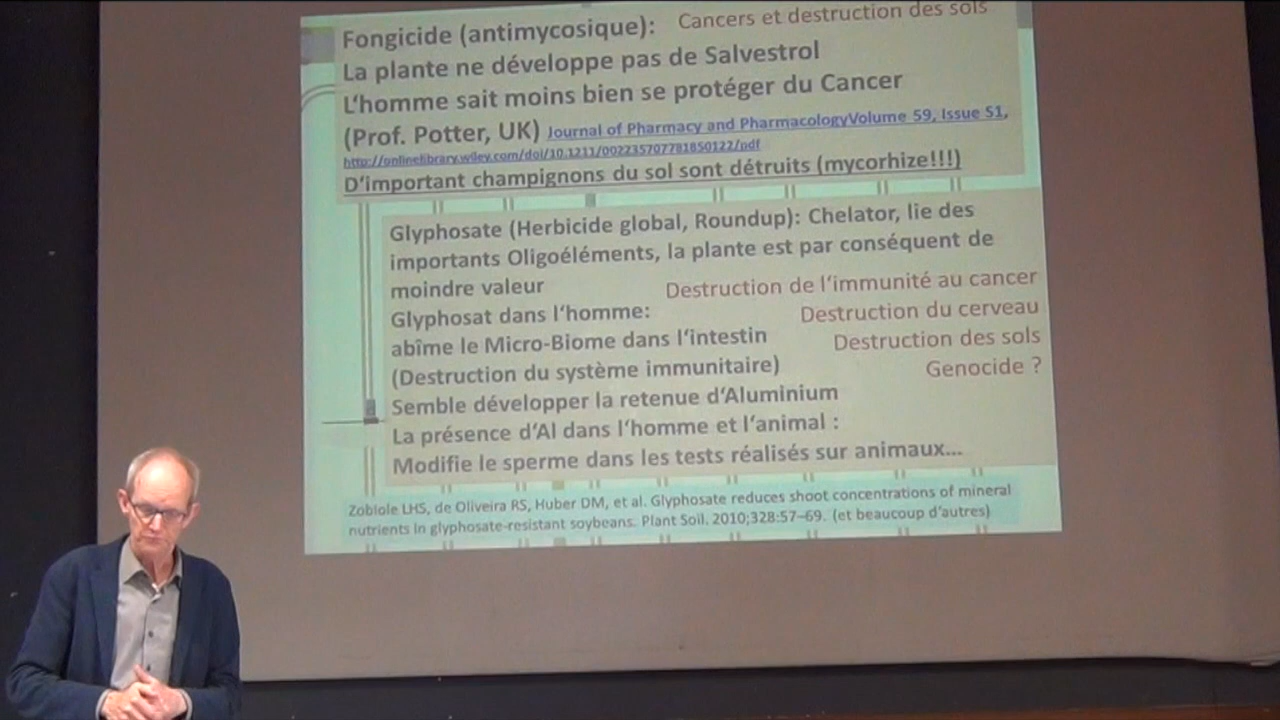 Fongicide (antimycosique): Cancers et destruction des sols
La plante ne développe pas de Salvestrol
L'homme sait moins bien se protéger du Cancer
(Prof. Potter, UK) Journal of Pharmacy and PharmacologyVolume 59, Issue S1,
http://onlinelibrary.wiley.com/doi/10.1211/002235707781850122/pdf
D'important champignons du sol sont détruits (mycorhize!!!)
Glyphosate (Herbicide global, Roundup): Chelator, lie des
importants Oligoéléments, la plante est par conséquent de
moindre valeur
Destruction de l'immunité au cancer
Glyphosat dans l'homme:
Destruction du cerveau
abîme le Micro-Biome dans l'intestin
Destruction des sols
(Destruction du système immunitaire)
Genocide ?
Semble développer la retenue d'Aluminium
La présence d'Al dans l'homme et l'animal :
Modifie le sperme dans les tests réalisés sur animaux...
Zobiole LHS, de Oliveira RS, Huber DM, et al. Glyphosate reduces shoot concentrations of mineral
nutrients in glyphosate-resistant soybeans. Plant Soil. 2010;328:57–69. (et beaucoup d'autres)